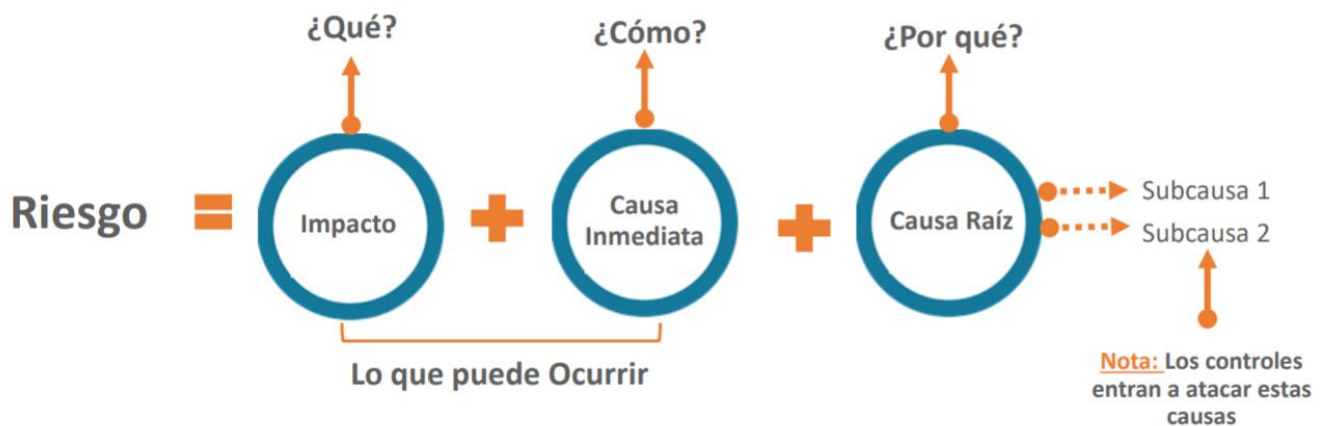 ¿Qué?
¿Cómo?
¿Por qué?
Riesgo
Impacto
Causa
Inmediata
Causa Raíz
Subcausa 1
Subcausa 2
Lo que puede Ocurrir
Nota: Los controles
entran a atacar estas
causas